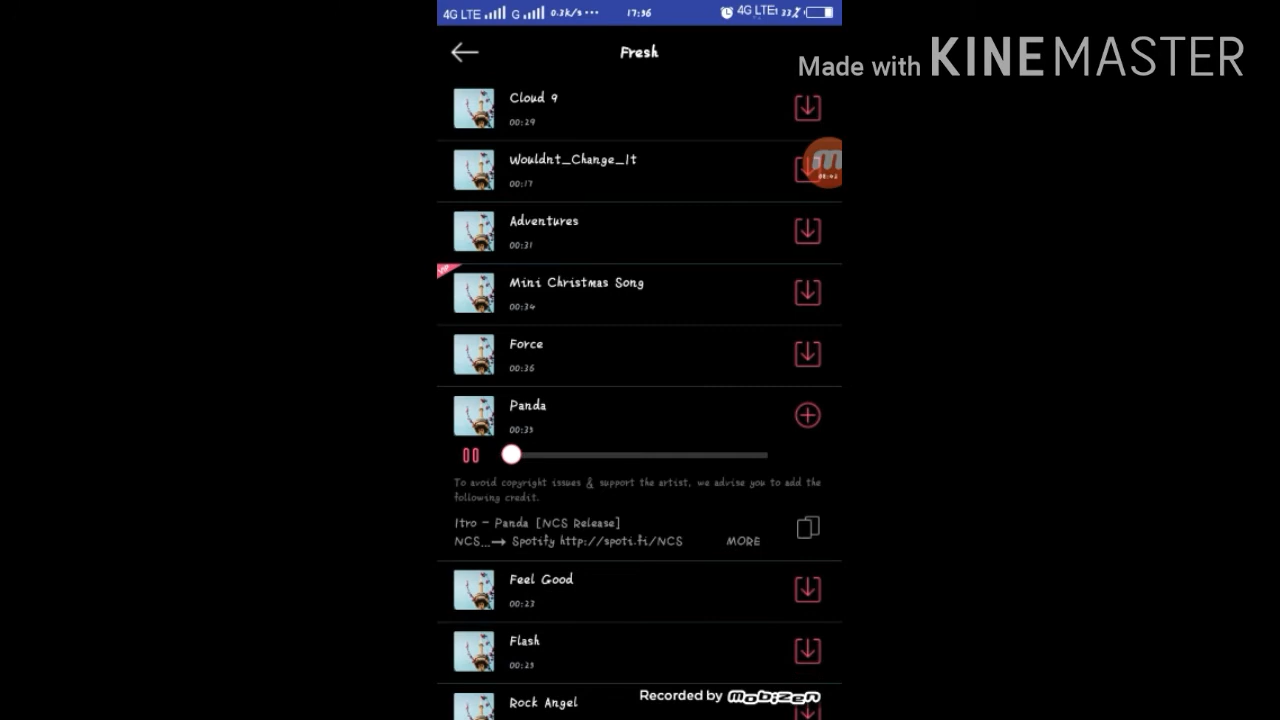 4G LTE G 0.3k/s ••• 17:36 4G LTE 33%
Fresh
Made with KINEMASTER
Cloud 9
00:29
Wouldnt_Change_It
00:17
Adventures
00:31
VIP
Mini Christmas Song
00:34
Force
00:36
Panda
To avoid copyright issues & support the artist, we advise you to add the
following credit.
Itro - Panda [NCS Release]
NCS...→ Spotify http://spoti.fi/NCS MORE
Feel Good
00:23
Flash
Rock Angel
Recorded by mobizen